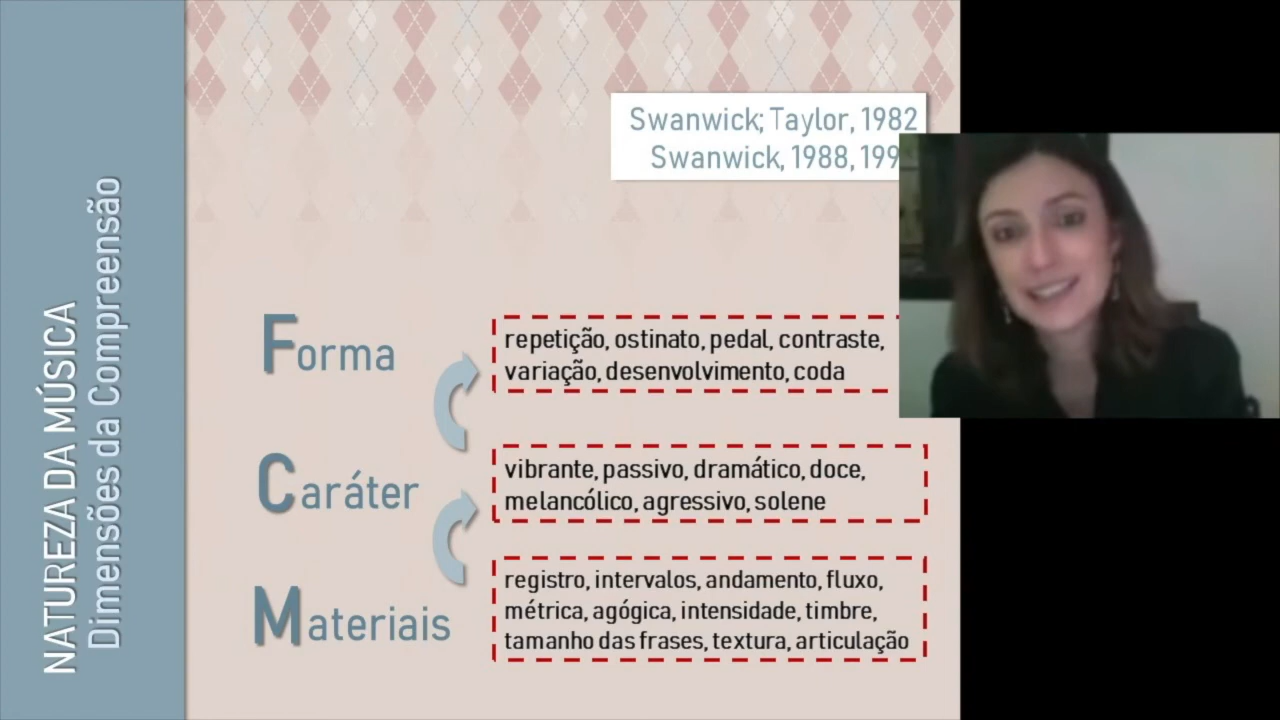 NATUREZA DA MÚSICA
Dimensões da Compreensão
Swanwick; Taylor, 1982
Swanwick, 1988, 199
Forma
repetição, ostinato, pedal, contraste,
variação, desenvolvimento, coda
Caráter
vibrante, passivo, dramático, doce,
melancólico, agressivo, solene
Materiais
registro, intervalos, andamento, fluxo,
métrica, agógica, intensidade, timbre,
tamanho das frases, textura, articulação